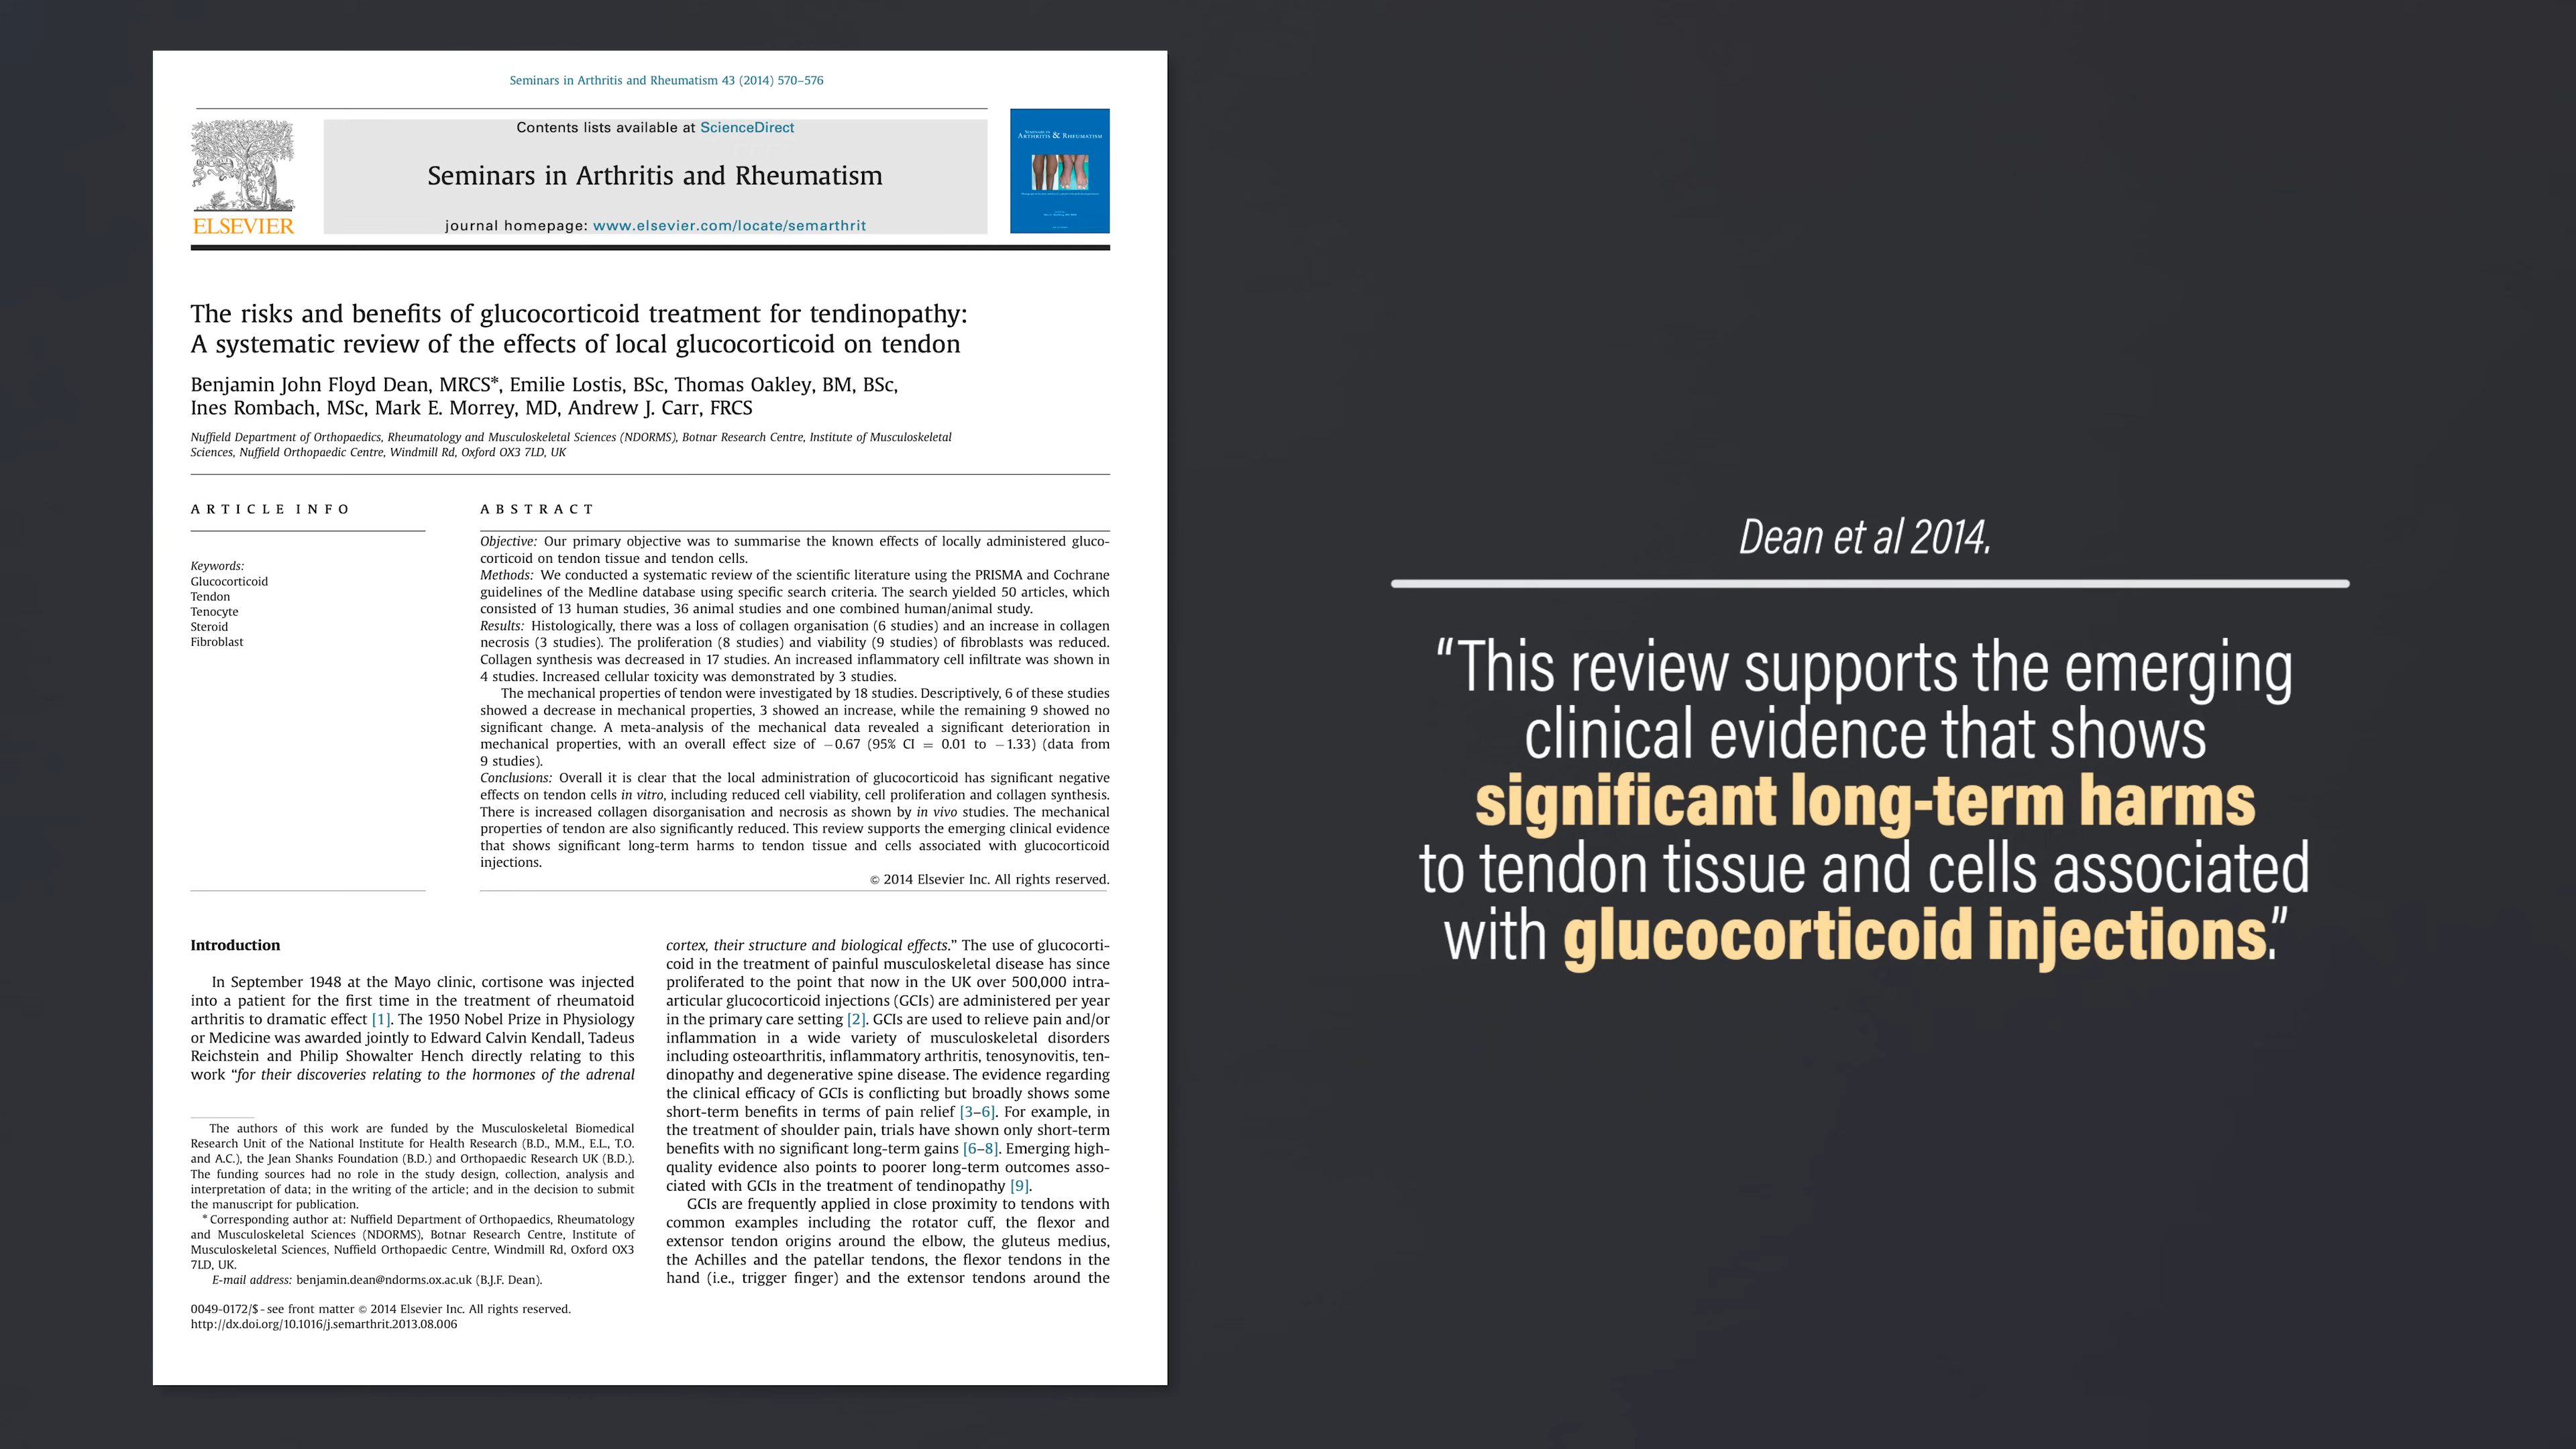 Seminars in Arthritis and Rheumatism 43 (2014) 570–576
Contents lists available at ScienceDirect
Seminars in Arthritis and Rheumatism
journal homepage: www.elsevier.com/locate/semarthrit
ELSEVIER
SEMINARS IN
ARTHRITIS & RHEUMATISM
The risks and benefits of glucocorticoid treatment for tendinopathy:
A systematic review of the effects of local glucocorticoid on tendon
Benjamin John Floyd Dean, MRCS*, Emilie Lostis, BSc, Thomas Oakley, BM, BSc,
Ines Rombach, MSc, Mark E. Morrey, MD, Andrew J. Carr, FRCS
Nuffield Department of Orthopaedics, Rheumatology and Musculoskeletal Sciences (NDORMS), Botnar Research Centre, Institute of Musculoskeletal
Sciences, Nuffield Orthopaedic Centre, Windmill Rd, Oxford OX3 7LD, UK
ARTICLE INFO
Keywords:
Glucocorticoid
Tendon
Tenocyte
Steroid
Fibroblast
ABSTRACT
Objective: Our primary objective was to summarise the known effects of locally administered gluco-
corticoid on tendon tissue and tendon cells.
Methods: We conducted a systematic review of the scientific literature using the PRISMA and Cochrane
guidelines of the Medline database using specific search criteria. The search yielded 50 articles, which
consisted of 13 human studies, 36 animal studies and one combined human/animal study.
Results: Histologically, there was a loss of collagen organisation (6 studies) and an increase in collagen
necrosis (3 studies). The proliferation (8 studies) and viability (9 studies) of fibroblasts was reduced.
Collagen synthesis was decreased in 17 studies. An increased inflammatory cell infiltrate was shown in
4 studies. Increased cellular toxicity was demonstrated by 3 studies.
The mechanical properties of tendon were investigated by 18 studies. Descriptively, 6 of these studies
showed a decrease in mechanical properties, 3 showed an increase, while the remaining 9 showed no
significant change. A meta-analysis of the mechanical data revealed a significant deterioration in
mechanical properties, with an overall effect size of −0.67 (95% CI = 0.01 to −1.33) (data from
9 studies).
Conclusions: Overall it is clear that the local administration of glucocorticoid has significant negative
effects on tendon cells in vitro, including reduced cell viability, cell proliferation and collagen synthesis.
There is increased collagen disorganisation and necrosis as shown by in vivo studies. The mechanical
properties of tendon are also significantly reduced. This review supports the emerging clinical evidence
that shows significant long-term harms to tendon tissue and cells associated with glucocorticoid
injections.
© 2014 Elsevier Inc. All rights reserved.
Introduction
In September 1948 at the Mayo clinic, cortisone was injected
into a patient for the first time in the treatment of rheumatoid
arthritis to dramatic effect [1]. The 1950 Nobel Prize in Physiology
or Medicine was awarded jointly to Edward Calvin Kendall, Tadeus
Reichstein and Philip Showalter Hench directly relating to this
work “for their discoveries relating to the hormones of the adrenal
The authors of this work are funded by the Musculoskeletal Biomedical
Research Unit of the National Institute for Health Research (B.D., M.M., E.L., T.O.
and A.C.), the Jean Shanks Foundation (B.D.) and Orthopaedic Research UK (B.D.).
The funding sources had no role in the study design, collection, analysis and
interpretation of data; in the writing of the article; and in the decision to submit
the manuscript for publication.
* Corresponding author at: Nuffield Department of Orthopaedics, Rheumatology
and Musculoskeletal Sciences (NDORMS), Botnar Research Centre, Institute of
Musculoskeletal Sciences, Nuffield Orthopaedic Centre, Windmill Rd, Oxford OX3
7LD, UK.
E-mail address: benjamin.dean@ndorms.ox.ac.uk (B.J.F. Dean).
0049-0172/$ - see front matter © 2014 Elsevier Inc. All rights reserved.
http://dx.doi.org/10.1016/j.semarthrit.2013.08.006
cortex, their structure and biological effects.” The use of glucocorti-
coid in the treatment of painful musculoskeletal disease has since
proliferated to the point that now in the UK over 500,000 intra-
articular glucocorticoid injections (GCIs) are administered per year
in the primary care setting [2]. GCIs are used to relieve pain and/or
inflammation in a wide variety of musculoskeletal disorders
including osteoarthritis, inflammatory arthritis, tenosynovitis, ten-
dinopathy and degenerative spine disease. The evidence regarding
the clinical efficacy of GCIs is conflicting but broadly shows some
short-term benefits in terms of pain relief [3–6]. For example, in
the treatment of shoulder pain, trials have shown only short-term
benefits with no significant long-term gains [6–8]. Emerging high-
quality evidence also points to poorer long-term outcomes asso-
ciated with GCIs in the treatment of tendinopathy [9].
GCIs are frequently applied in close proximity to tendons with
common examples including the rotator cuff, the flexor and
extensor tendon origins around the elbow, the gluteus medius,
the Achilles and the patellar tendons, the flexor tendons in the
hand (i.e., trigger finger) and the extensor tendons around the
Dean et al 2014.
“This review supports the emerging
clinical evidence that shows
significant long-term harms
to tendon tissue and cells associated
with glucocorticoid injections.”